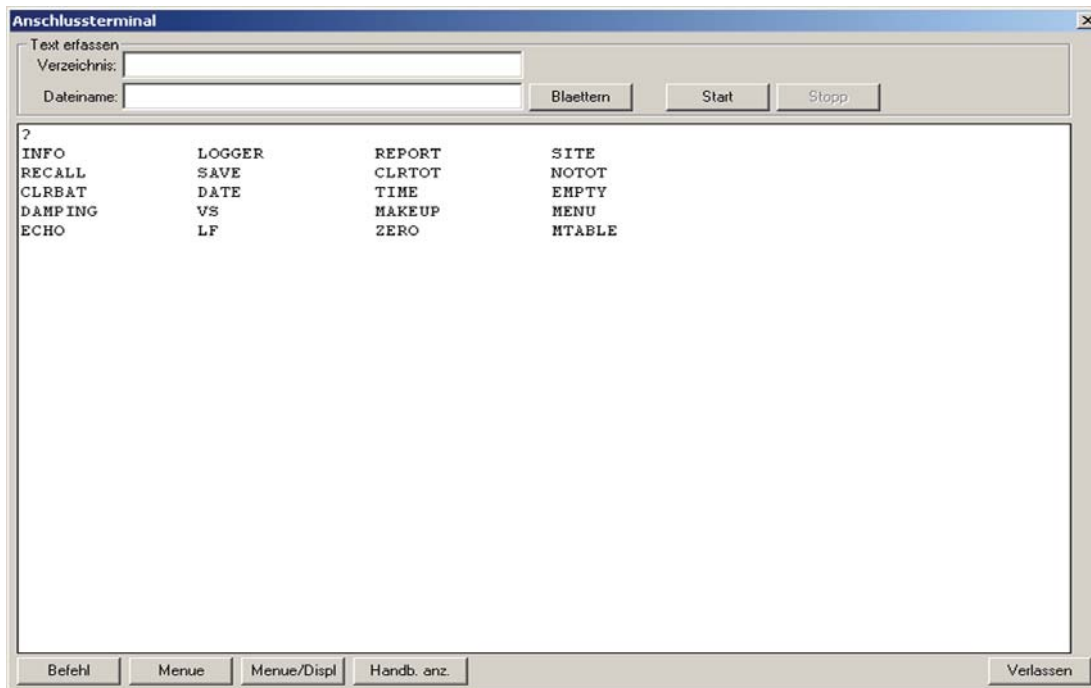 Anschlussterminal
Text erfassen
Verzeichnis:
Dateiname: Blaettern Start Stopp
?
INFO LOGGER REPORT SITE
RECALL SAVE CLRTOT NOTOT
CLRBAT DATE TIME EMPTY
DAMPING VS MAKEUP MENU
ECHO LF ZERO MTABLE
Befehl Menue Menue/Displ Handb. anz. Verlassen